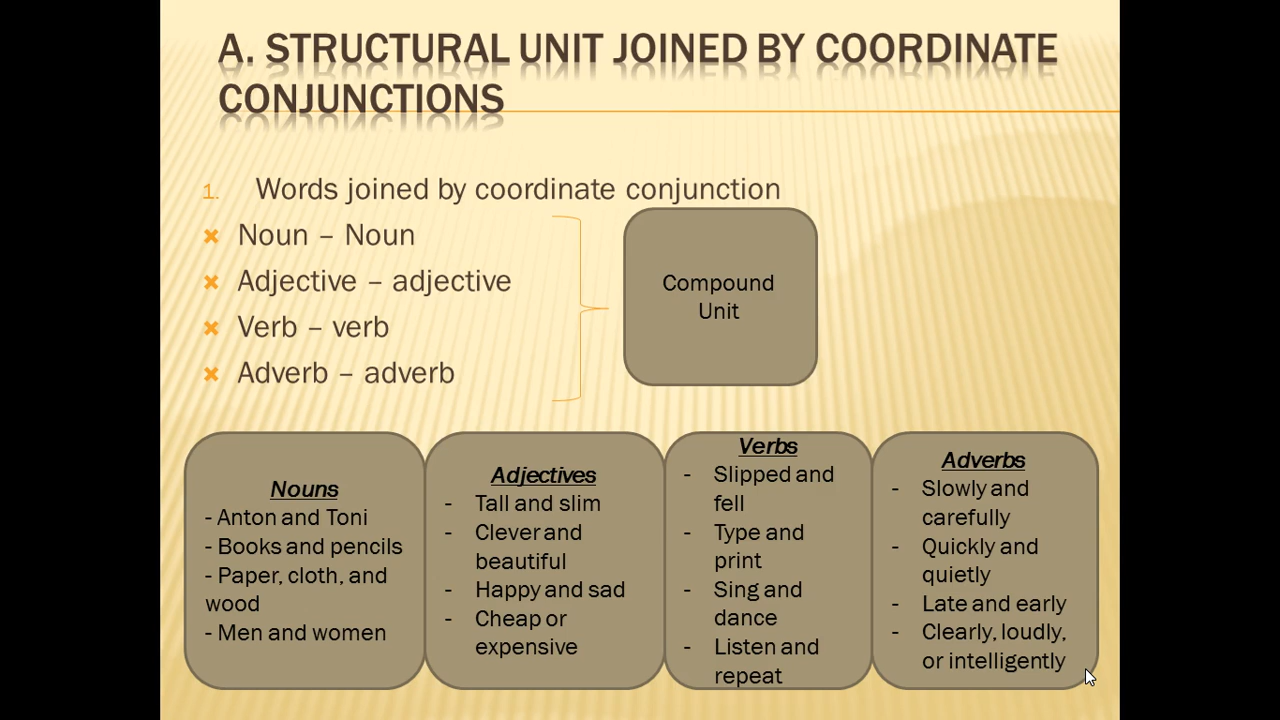 A. STRUCTURAL UNIT JOINED BY COORDINATE
CONJUNCTIONS
1. Words joined by coordinate conjunction
Noun – Noun
Adjective – adjective
Verb – verb
Adverb – adverb
Compound
Unit
Nouns
- Anton and Toni
- Books and pencils
- Paper, cloth, and
wood
- Men and women
Adjectives
- Tall and slim
- Clever and
beautiful
- Happy and sad
- Cheap or
expensive
Verbs
- Slipped and
fell
- Type and
print
- Sing and
dance
- Listen and
repeat
Adverbs
- Slowly and
carefully
- Quickly and
quietly
- Late and early
- Clearly, loudly,
or intelligently